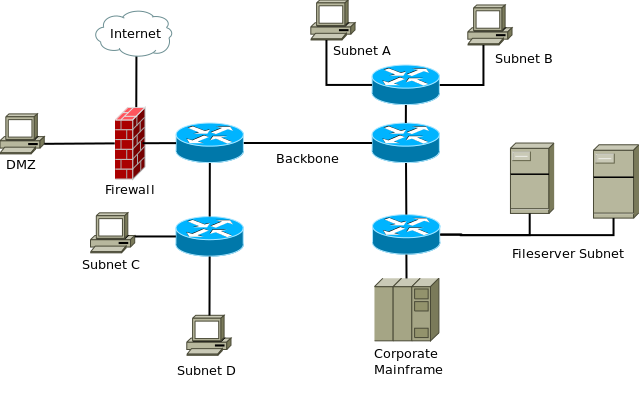 Internet
Subnet A
Subnet B
DMZ
Firewall
Backbone
Subnet C
Fileserver Subnet
Subnet D
Corporate
Mainframe